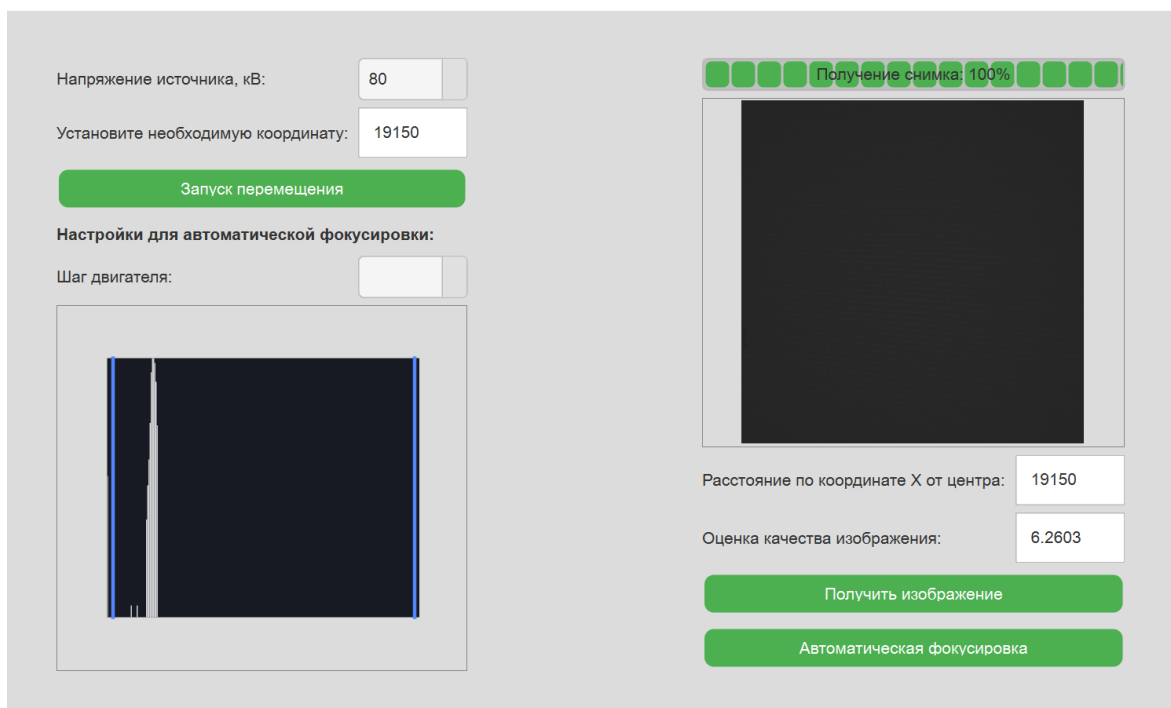 Напряжение источника, кВ:
80
Установите необходимую координату:
19150
Запуск перемещения
Настройки для автоматической фокусировки:
Шаг двигателя:
Получение снимка: 100%
Расстояние по координате X от центра:
19150
Оценка качества изображения:
6.2603
Получить изображение
Автоматическая фокусировка